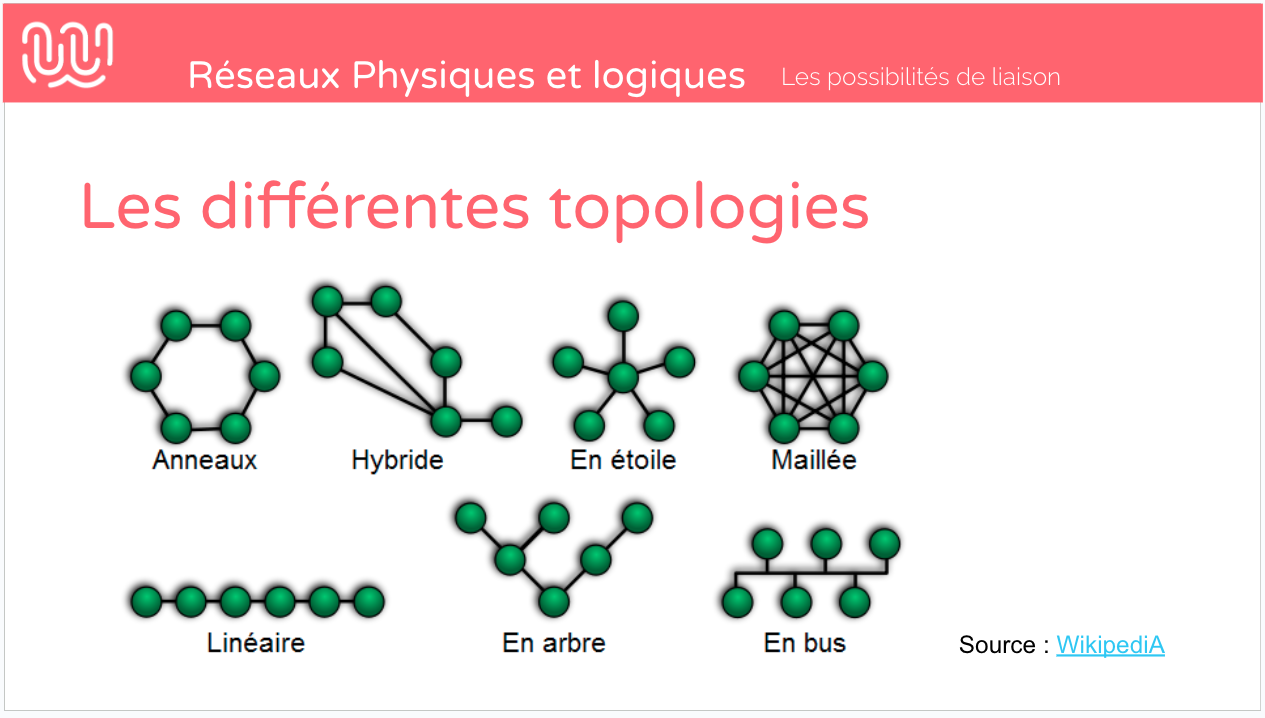 Réseaux Physiques et logiques Les possibilités de liaison
Les différentes topologies
Anneaux Hybride En étoile Maillée
Linéaire En arbre En bus
Source : WikipediA